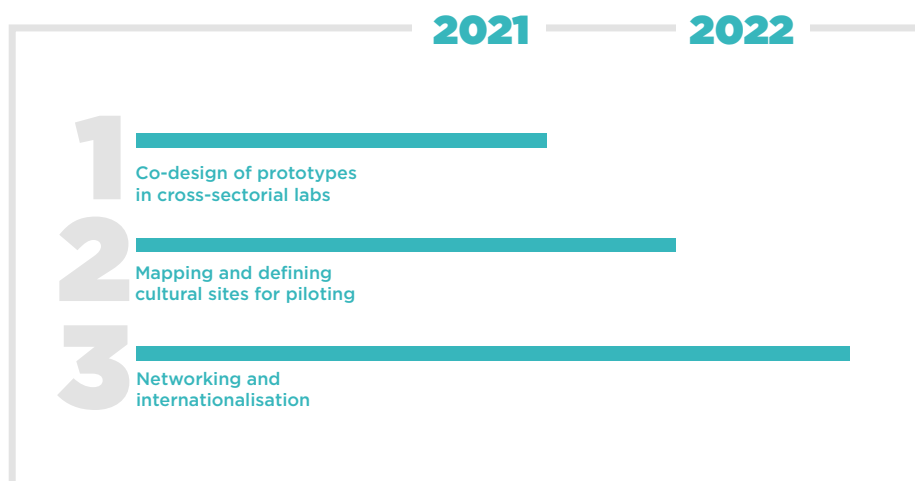 2021 2022
1
Co-design of prototypes
in cross-sectorial labs
2
Mapping and defining
cultural sites for piloting
3
Networking and
internationalisation